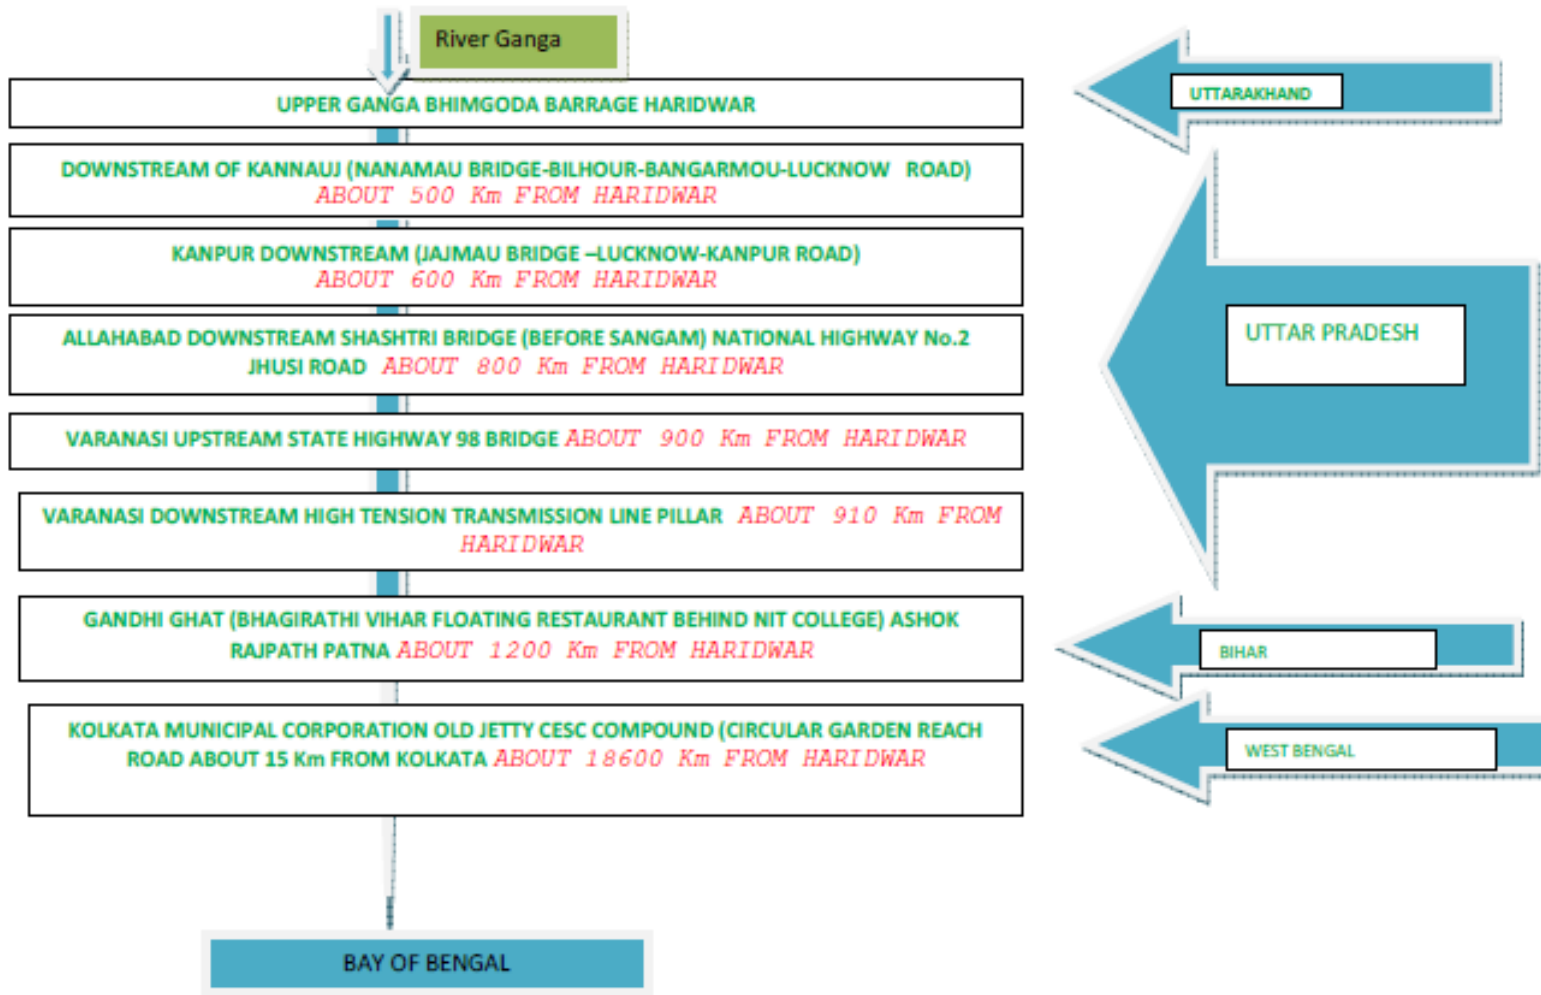 River Ganga
UPPER GANGA BHIMGODA BARRAGE HARIDWAR
UTTARAKHAND
DOWNSTREAM OF KANNAUJ (NANAMAU BRIDGE-BILHOUR-BANGARMOU-LUCKNOW ROAD)
ABOUT 500 Km FROM HARIDWAR
KANPUR DOWNSTREAM (JAJMAU BRIDGE –LUCKNOW-KANPUR ROAD)
ABOUT 600 Km FROM HARIDWAR
ALLAHABAD DOWNSTREAM SHASHTRI BRIDGE (BEFORE SANGAM) NATIONAL HIGHWAY No.2
JHUSI ROAD ABOUT 800 Km FROM HARIDWAR
UTTAR PRADESH
VARANASI UPSTREAM STATE HIGHWAY 98 BRIDGE ABOUT 900 Km FROM HARIDWAR
VARANASI DOWNSTREAM HIGH TENSION TRANSMISSION LINE PILLAR ABOUT 910 Km FROM
HARIDWAR
GANDHI GHAT (BHAGIRATHI VIHAR FLOATING RESTAURANT BEHIND NIT COLLEGE) ASHOK
RAJPATH PATNA ABOUT 1200 Km FROM HARIDWAR
BIHAR
KOLKATA MUNICIPAL CORPORATION OLD JETTY CESC COMPOUND (CIRCULAR GARDEN REACH
ROAD ABOUT 15 Km FROM KOLKATA ABOUT 18600 Km FROM HARIDWAR
WEST BENGAL
BAY OF BENGAL